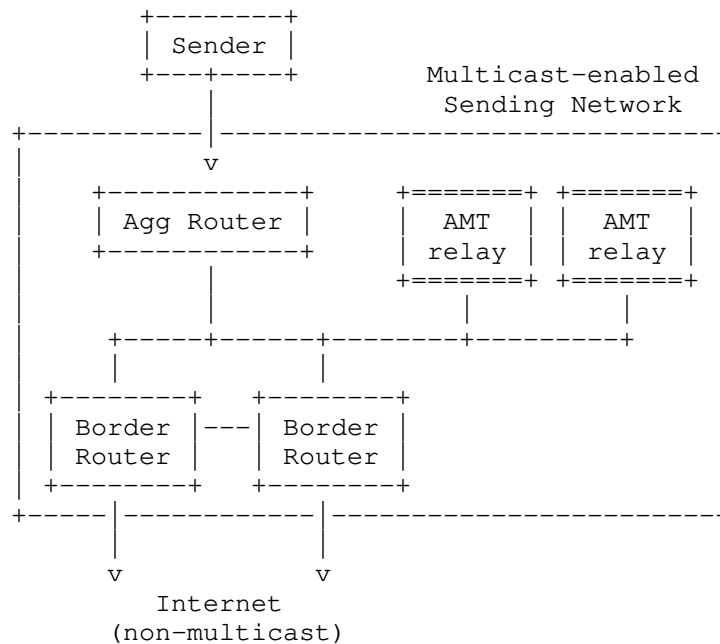 Sender
Multicast-enabled
Sending Network
v
Agg Router
AMT relay
AMT relay
Border Router
Border Router
v v
Internet
(non-multicast)